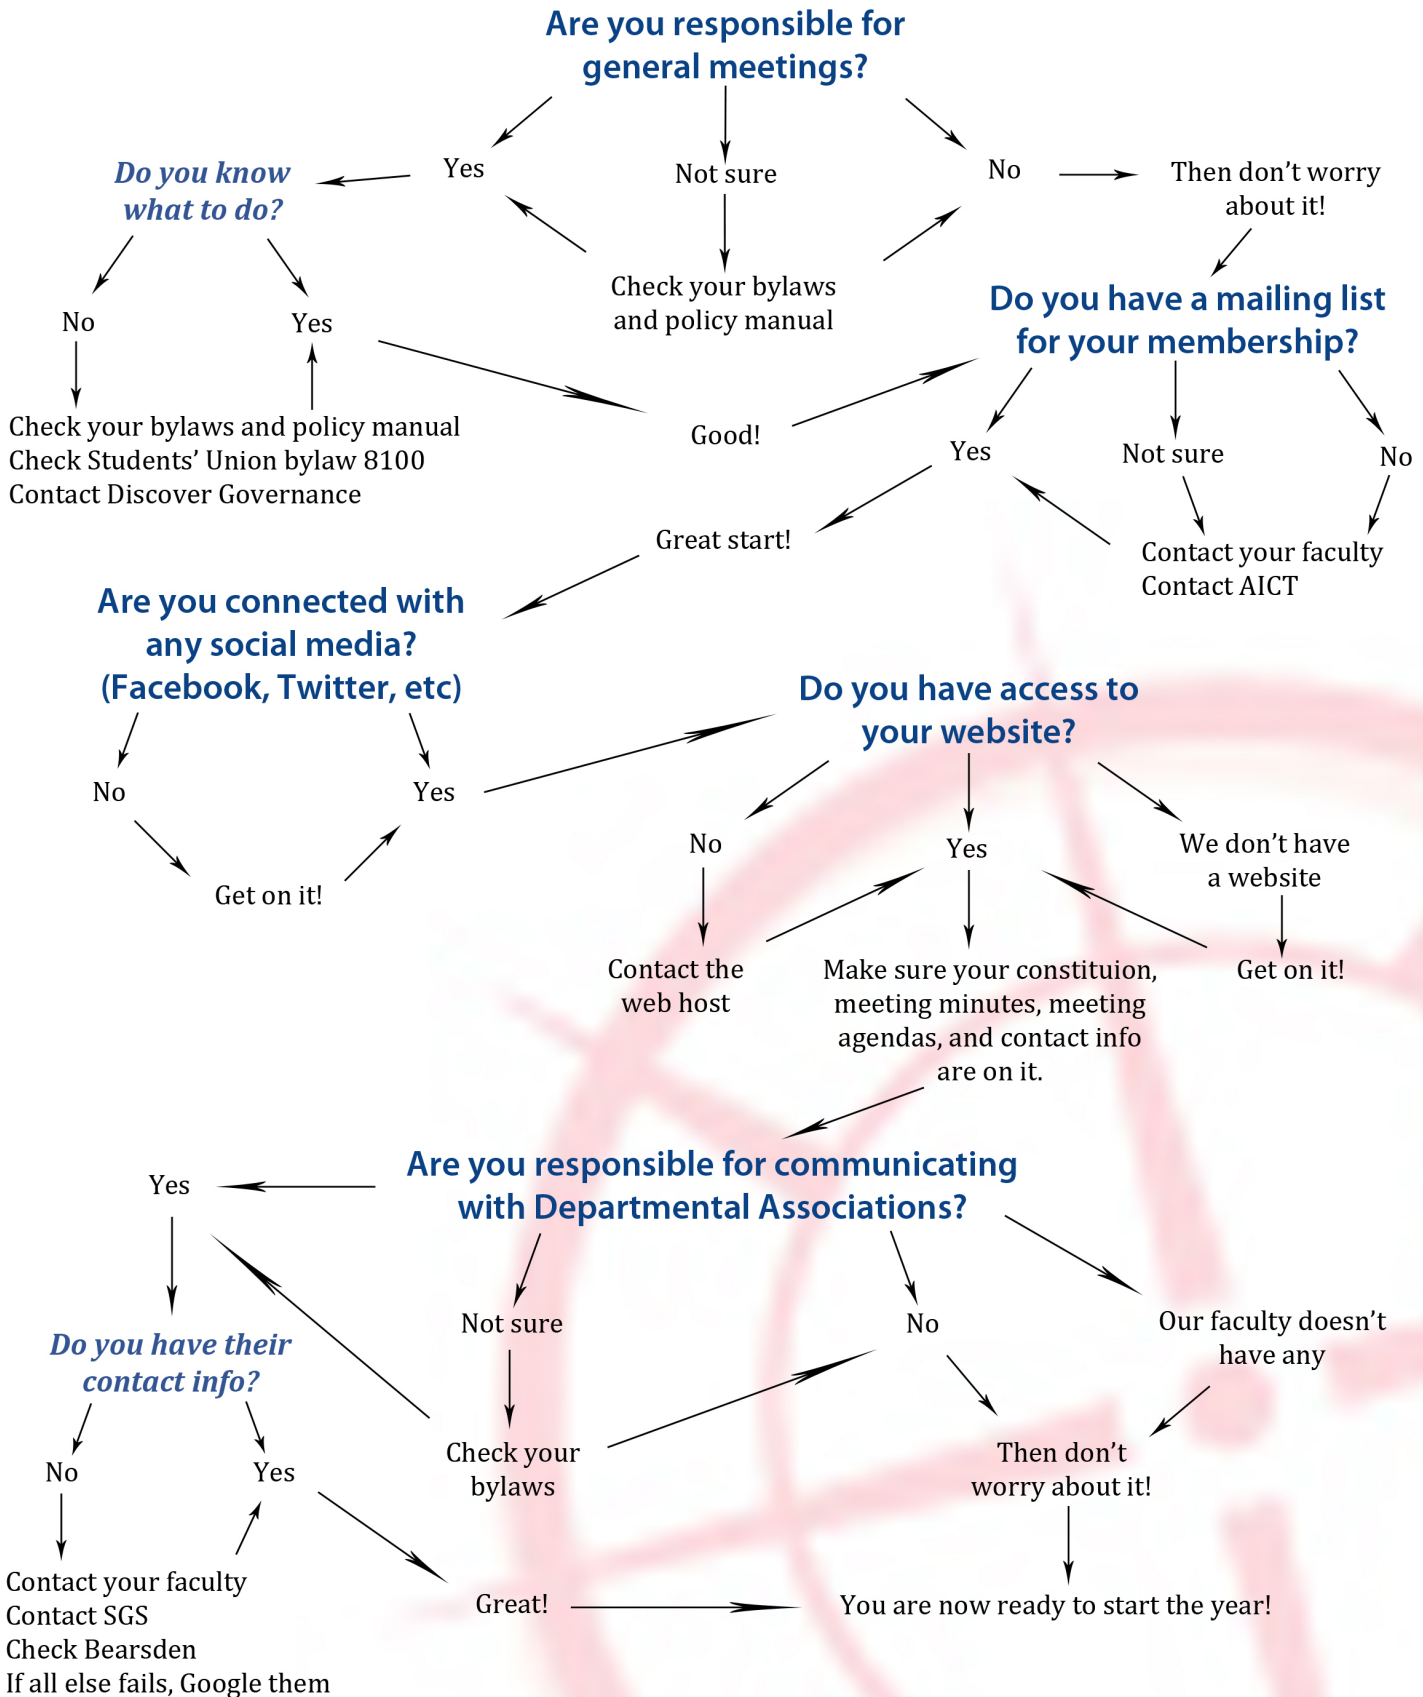 Are you responsible for
general meetings?
Yes
Not sure
No
Then don't worry
about it!
Do you know
what to do?
No
Yes
Check your bylaws
and policy manual
Do you have a mailing list
for your membership?
Check your bylaws and policy manual
Check Students' Union bylaw 8100
Contact Discover Governance
Good!
Yes
Not sure
No
Great start!
Contact your faculty
Contact AICT
Are you connected with
any social media?
(Facebook, Twitter, etc)
No
Yes
Get on it!
Do you have access to
your website?
No
Yes
We don't have
a website
Contact the
web host
Make sure your constituion,
meeting minutes, meeting
agendas, and contact info
are on it.
Get on it!
Are you responsible for communicating
with Departmental Associations?
Yes
Not sure
No
Our faculty doesn't
have any
Do you have their
contact info?
No
Yes
Check your
bylaws
Then don't
worry about it!
Contact your faculty
Contact SGS
Check Bearsden
If all else fails, Google them
Great!
You are now ready to start the year!